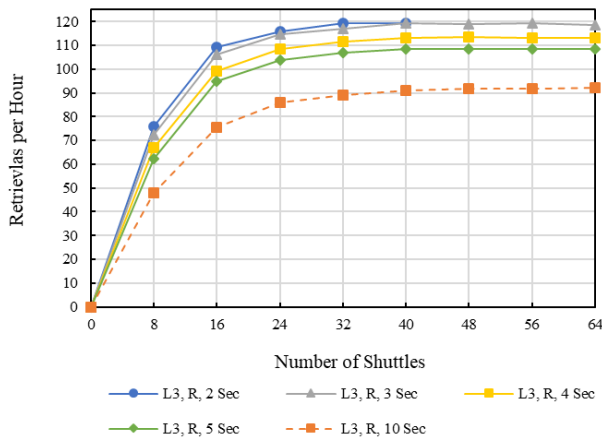 120
110
100
90
80
70
60
50
40
30
20
10
0
Retrievlas per Hour
0 8 16 24 32 40 48 56 64
Number of Shuttles
L3, R, 2 Sec L3, R, 3 Sec L3, R, 4 Sec
L3, R, 5 Sec L3, R, 10 Sec